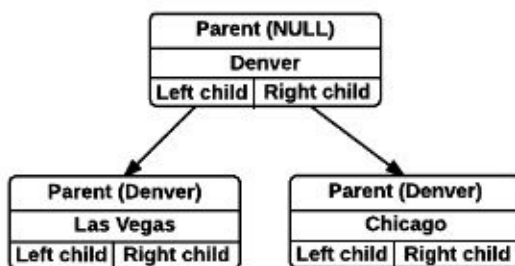 Parent (NULL)
Denver
Left child Right child
Parent (Denver)
Las Vegas
Left child Right child
Parent (Denver)
Chicago
Left child Right child